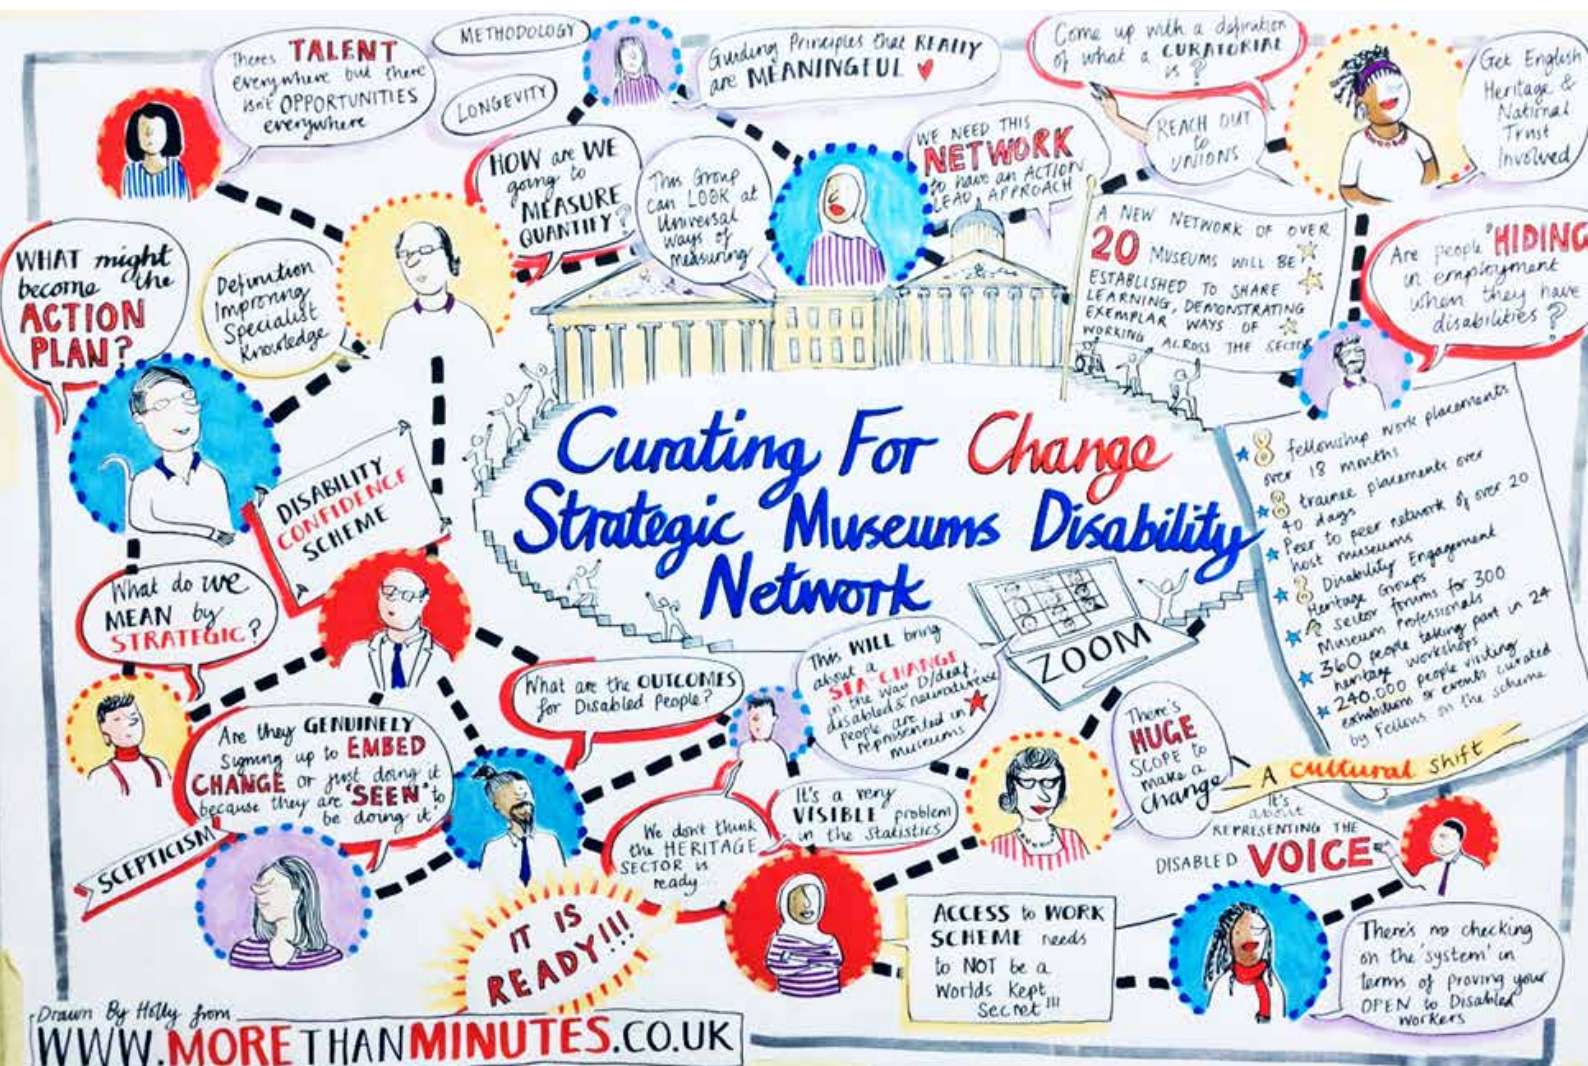 There's TALENT
everywhere but there
isn't OPPORTUNITIES
everywhere
METHODOLOGY
LONGEVITY
Guiding Principles that REALLY
are MEANINGFUL
Come up with a definition
of what a CURATORIAL
is?
REACH OUT
to
UNIONS
Get English
Heritage &
National
Trust
Involved
HOW are WE
going to
MEASURE
QUANTIFY?
This Group
can LOOK at
Universal
Ways of
Measuring
WE NEED THIS
NETWORK
to have an ACTION
LEAD APPROACH
A NEW NETWORK OF OVER
20 MUSEUMS WILL BE
ESTABLISHED TO SHARE
LEARNING, DEMONSTRATING
EXEMPLAR WAYS OF
WORKING ACROSS THE SECTOR
Are people "HIDING
in employment
when they have
disabilities?
WHAT might
become the
ACTION
PLAN?
Definition
Improving
Specialist
Knowledge
DISABILITY
CONFIDENCE
SCHEME
Curating For Change
Strategic Museums Disability
Network
8 fellowship work placements
over 18 months
8 trainee placements over
40 days
Peer to peer network of over 20
host museums
8 Disability Engagement
Heritage Groups
sector forums for 300
Museum Professionals
360 people taking part in 24
heritage workshops
240,000 people visiting
exhibitions or events curated
by Fellows on the scheme
What do we
MEAN by
STRATEGIC?
ZOOM
This WILL bring
about a
SEA CHANGE
in the way D/deaf,
disabled & neurodiverse
people are
represented in
museums
What are the OUTCOMES
for Disabled People?
There's
HUGE
SCOPE to
make a
change
A cultural shift
Are they GENUINELY
Signing up to EMBED
CHANGE or just doing it
because they are 'SEEN' to
be doing it'
SCEPTICISM
We don't think
the HERITAGE
SECTOR is
ready
It's a very
VISIBLE problem
in the statistics
It's
about
REPRESENTING THE
DISABLED VOICE
IT IS
READY!!!
ACCESS to WORK
SCHEME needs
to NOT be a
Worlds Kept
Secret!!!
There's no checking
on the 'system' in
terms of proving your
OPEN to Disabled
workers
Drawn By Holly from
WWW.MORETHANMINUTES.CO.UK